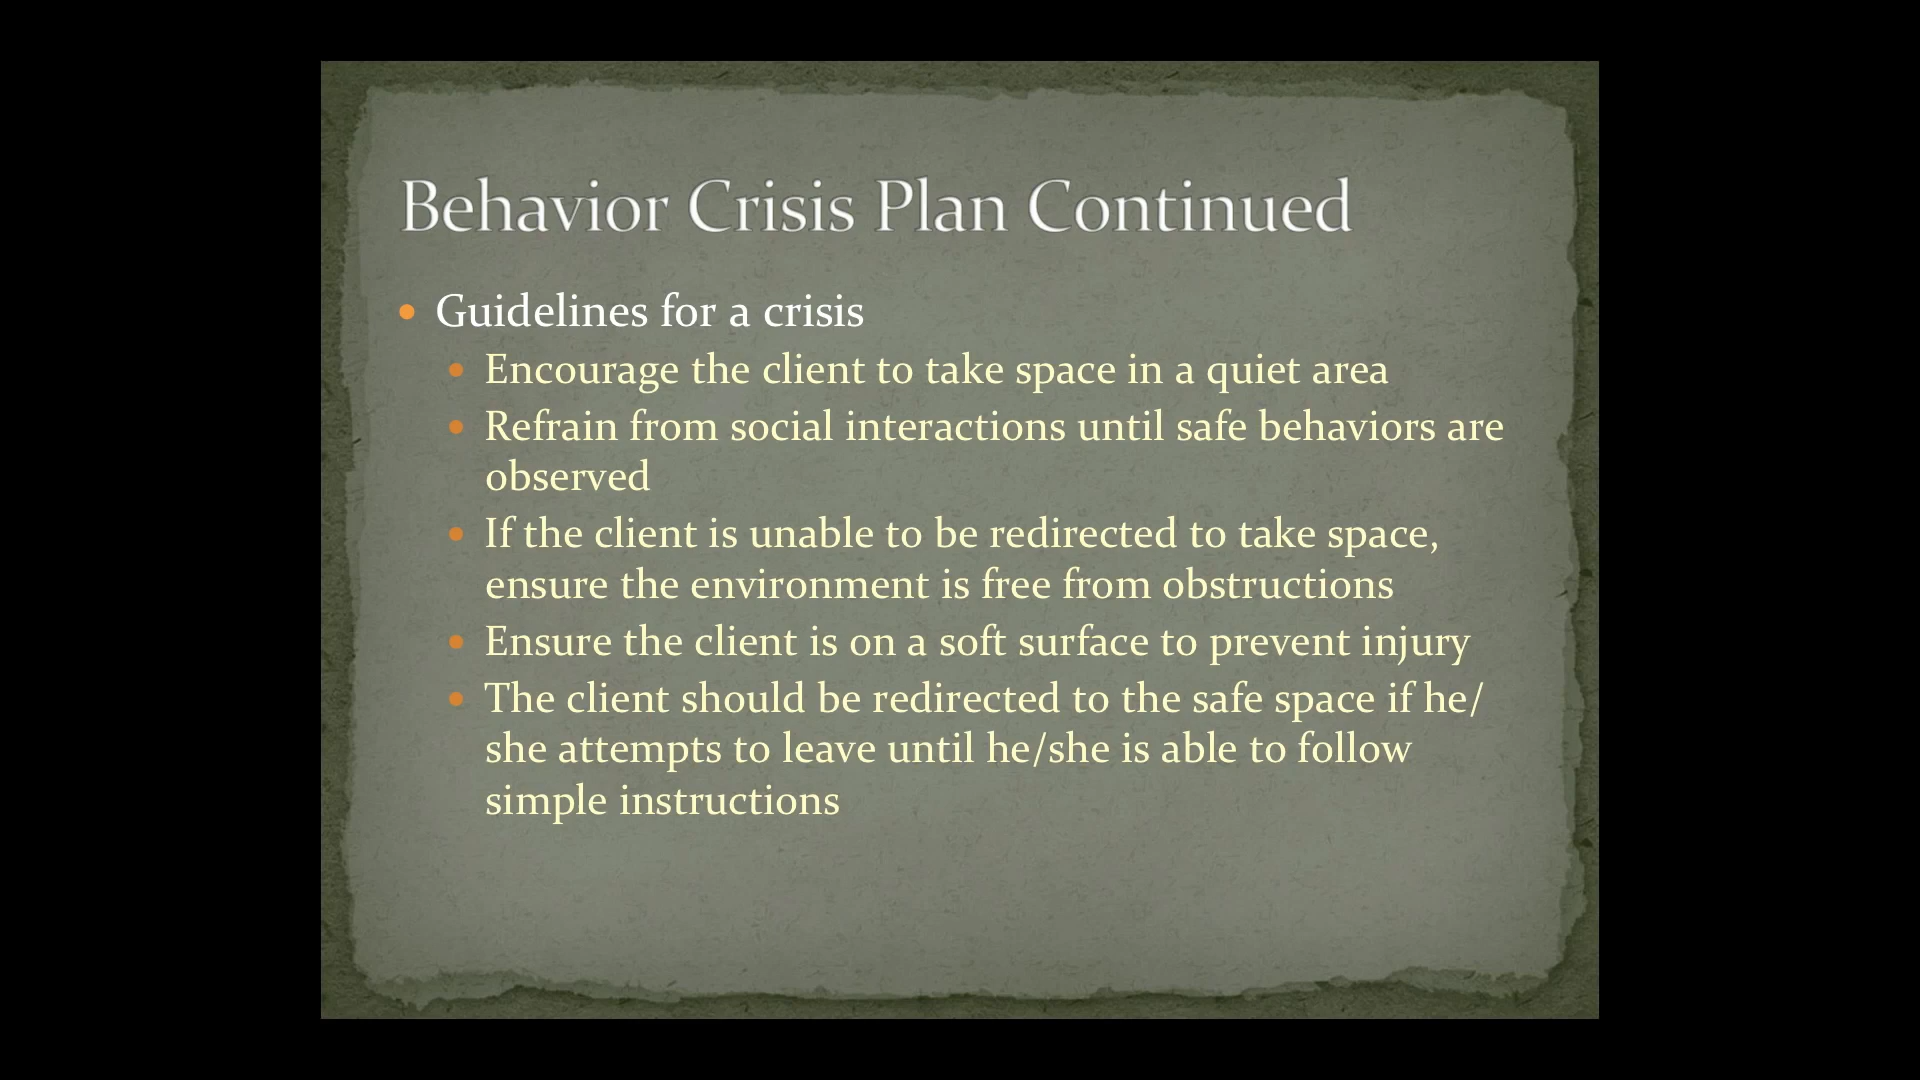 Behavior Crisis Plan Continued
Guidelines for a crisis
Encourage the client to take space in a quiet area
Refrain from social interactions until safe behaviors are
observed
If the client is unable to be redirected to take space,
ensure the environment is free from obstructions
Ensure the client is on a soft surface to prevent injury
The client should be redirected to the safe space if he/
she attempts to leave until he/she is able to follow
simple instructions